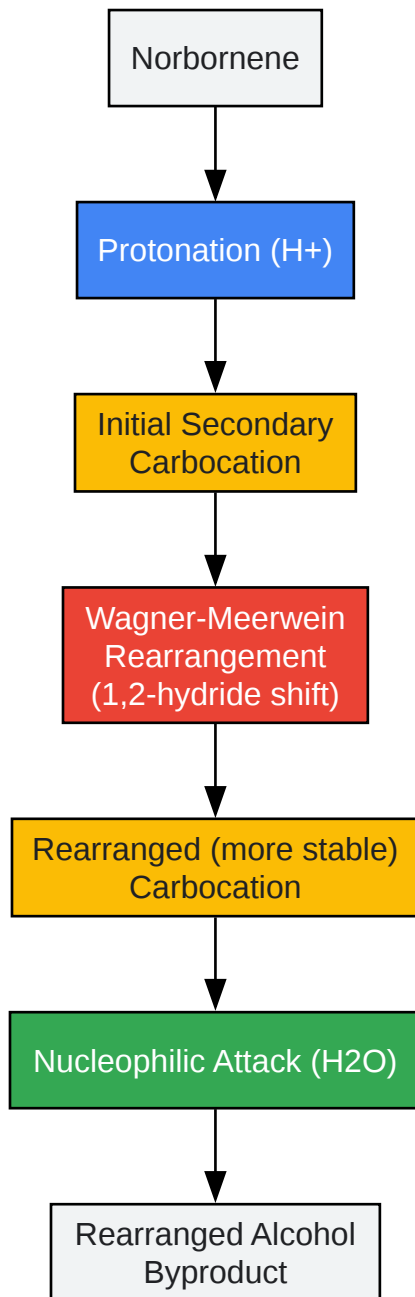 Norbornene
Protonation (H+)
Initial Secondary
Carbocation
Wagner-Meerwein
Rearrangement
(1,2-hydride shift)
Rearranged (more stable)
Carbocation
Nucleophilic Attack (H2O)
Rearranged Alcohol
Byproduct